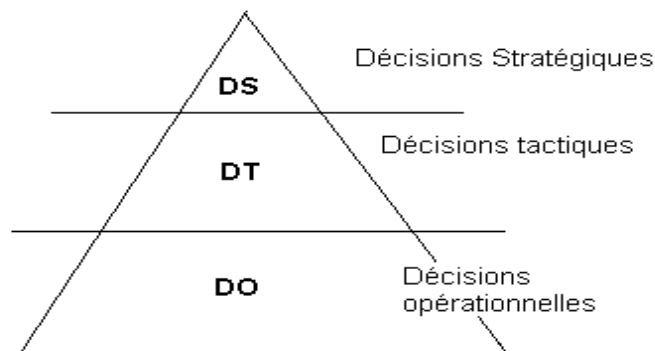 Décisions Stratégiques
DS
Décisions tactiques
DT
DO
Décisions
opérationnelles